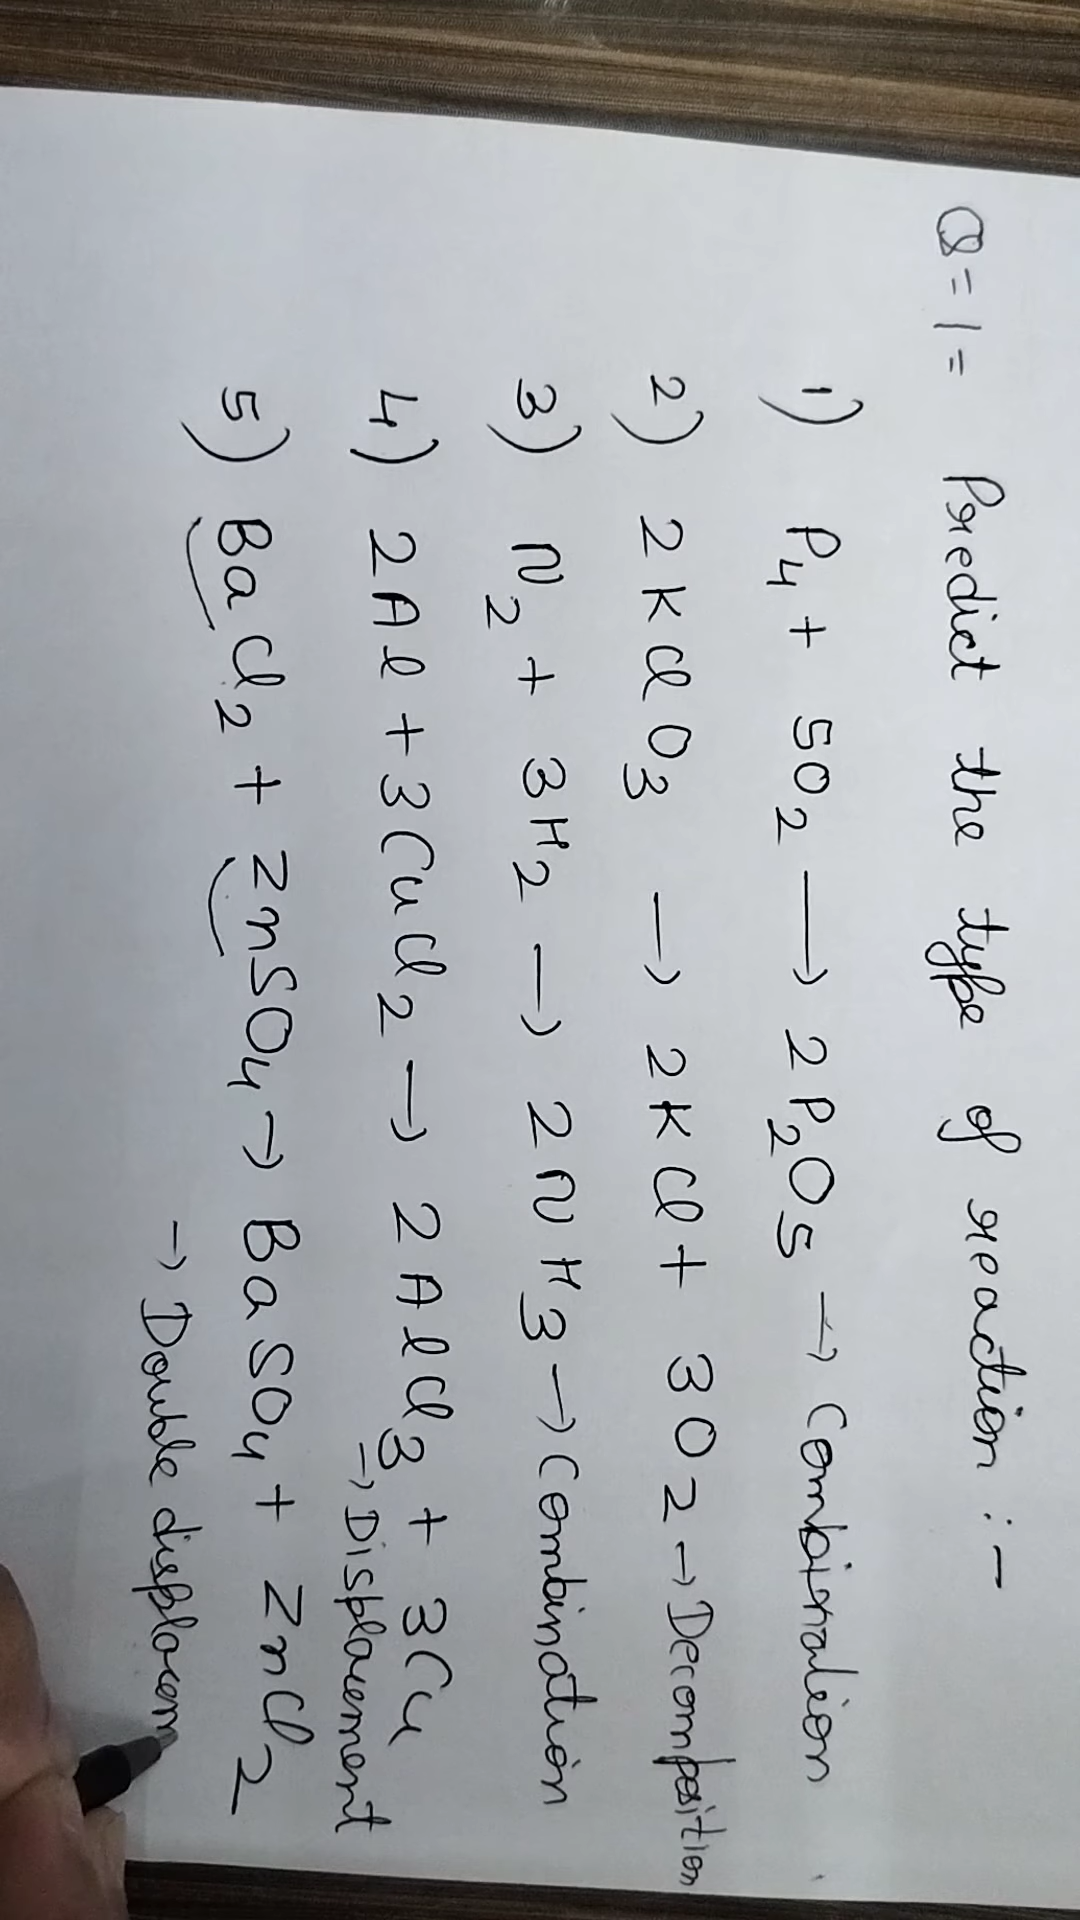 Q=1= Predict the type of reaction :-
1) P4 + 5O2 → 2P2O5 → Combination
2) 2KClO3 → 2KCl + 3O2 → Decomposition
3) N2 + 3H2 → 2NH3 → Combination
4) 2Al + 3CuCl2 → 2AlCl3 + 3Cu
→ Displacement
5) BaCl2 + ZnSO4 → BaSO4 + ZnCl2
→ Double displacem